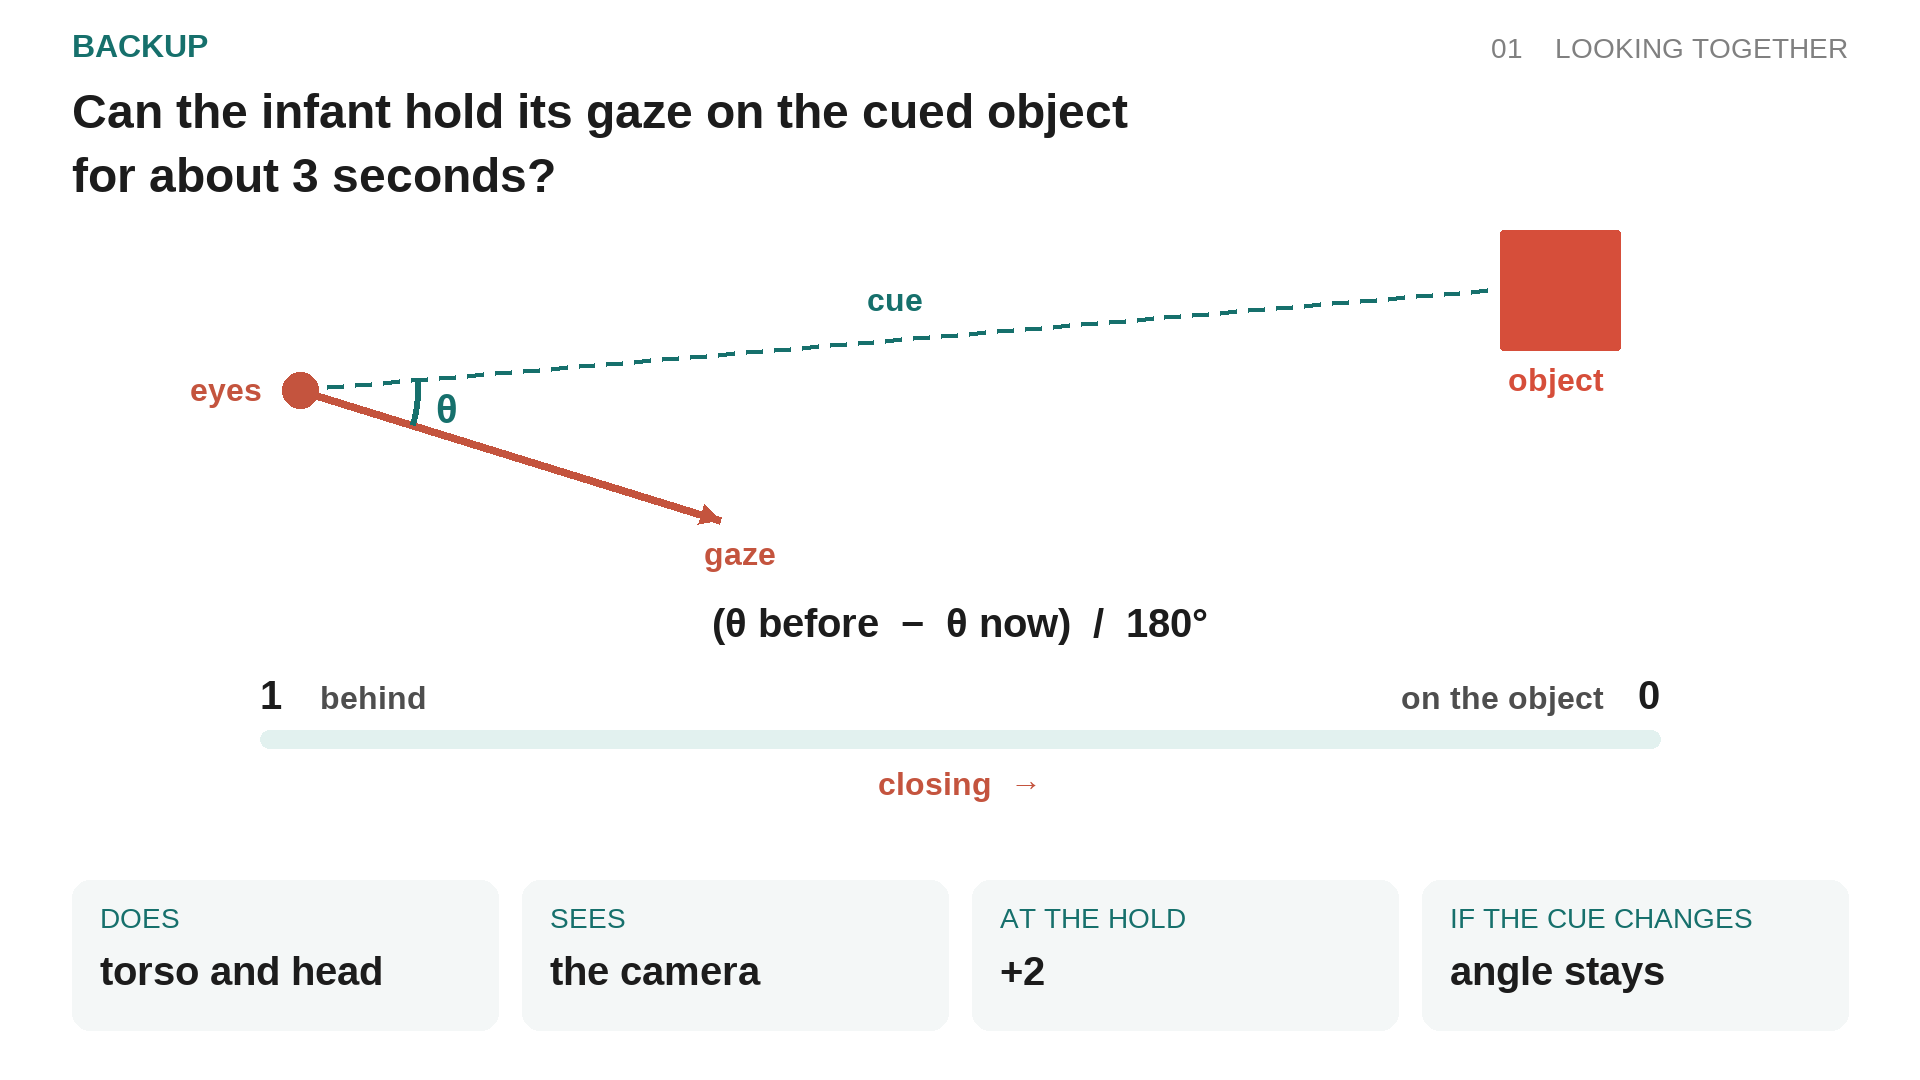 BACKUP
01 LOOKING TOGETHER
Can the infant hold its gaze on the cued object
for about 3 seconds?
cue
eyes
θ
object
gaze
(θ before − θ now) / 180°
1 behind
on the object 0
closing →
DOES
torso and head
SEES
the camera
AT THE HOLD
+2
IF THE CUE CHANGES
angle stays